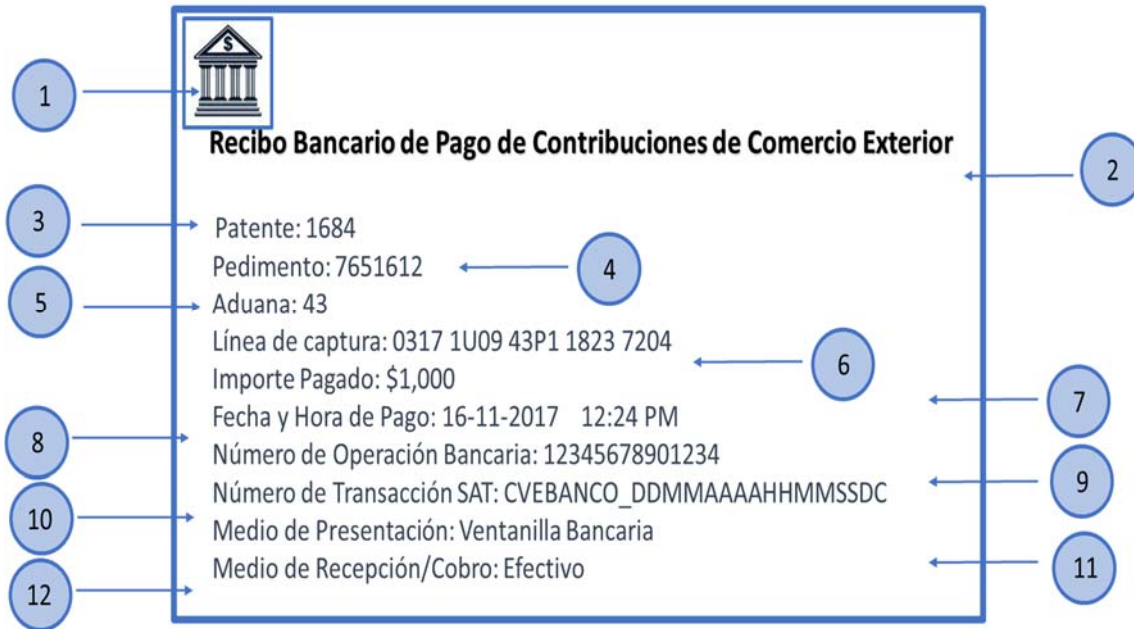 $
1
Recibo Bancario de Pago de Contribuciones de Comercio Exterior
2
3
Patente: 1684
Pedimento: 7651612
4
5
Aduana: 43
Línea de captura: 0317 1U09 43P1 1823 7204
6
Importe Pagado: $1,000
7
Fecha y Hora de Pago: 16-11-2017 12:24 PM
8
Número de Operación Bancaria: 12345678901234
9
Número de Transacción SAT: CVEBANCO_DDMMAAAAHHMMSSDC
10
Medio de Presentación: Ventanilla Bancaria
11
Medio de Recepción/Cobro: Efectivo
12